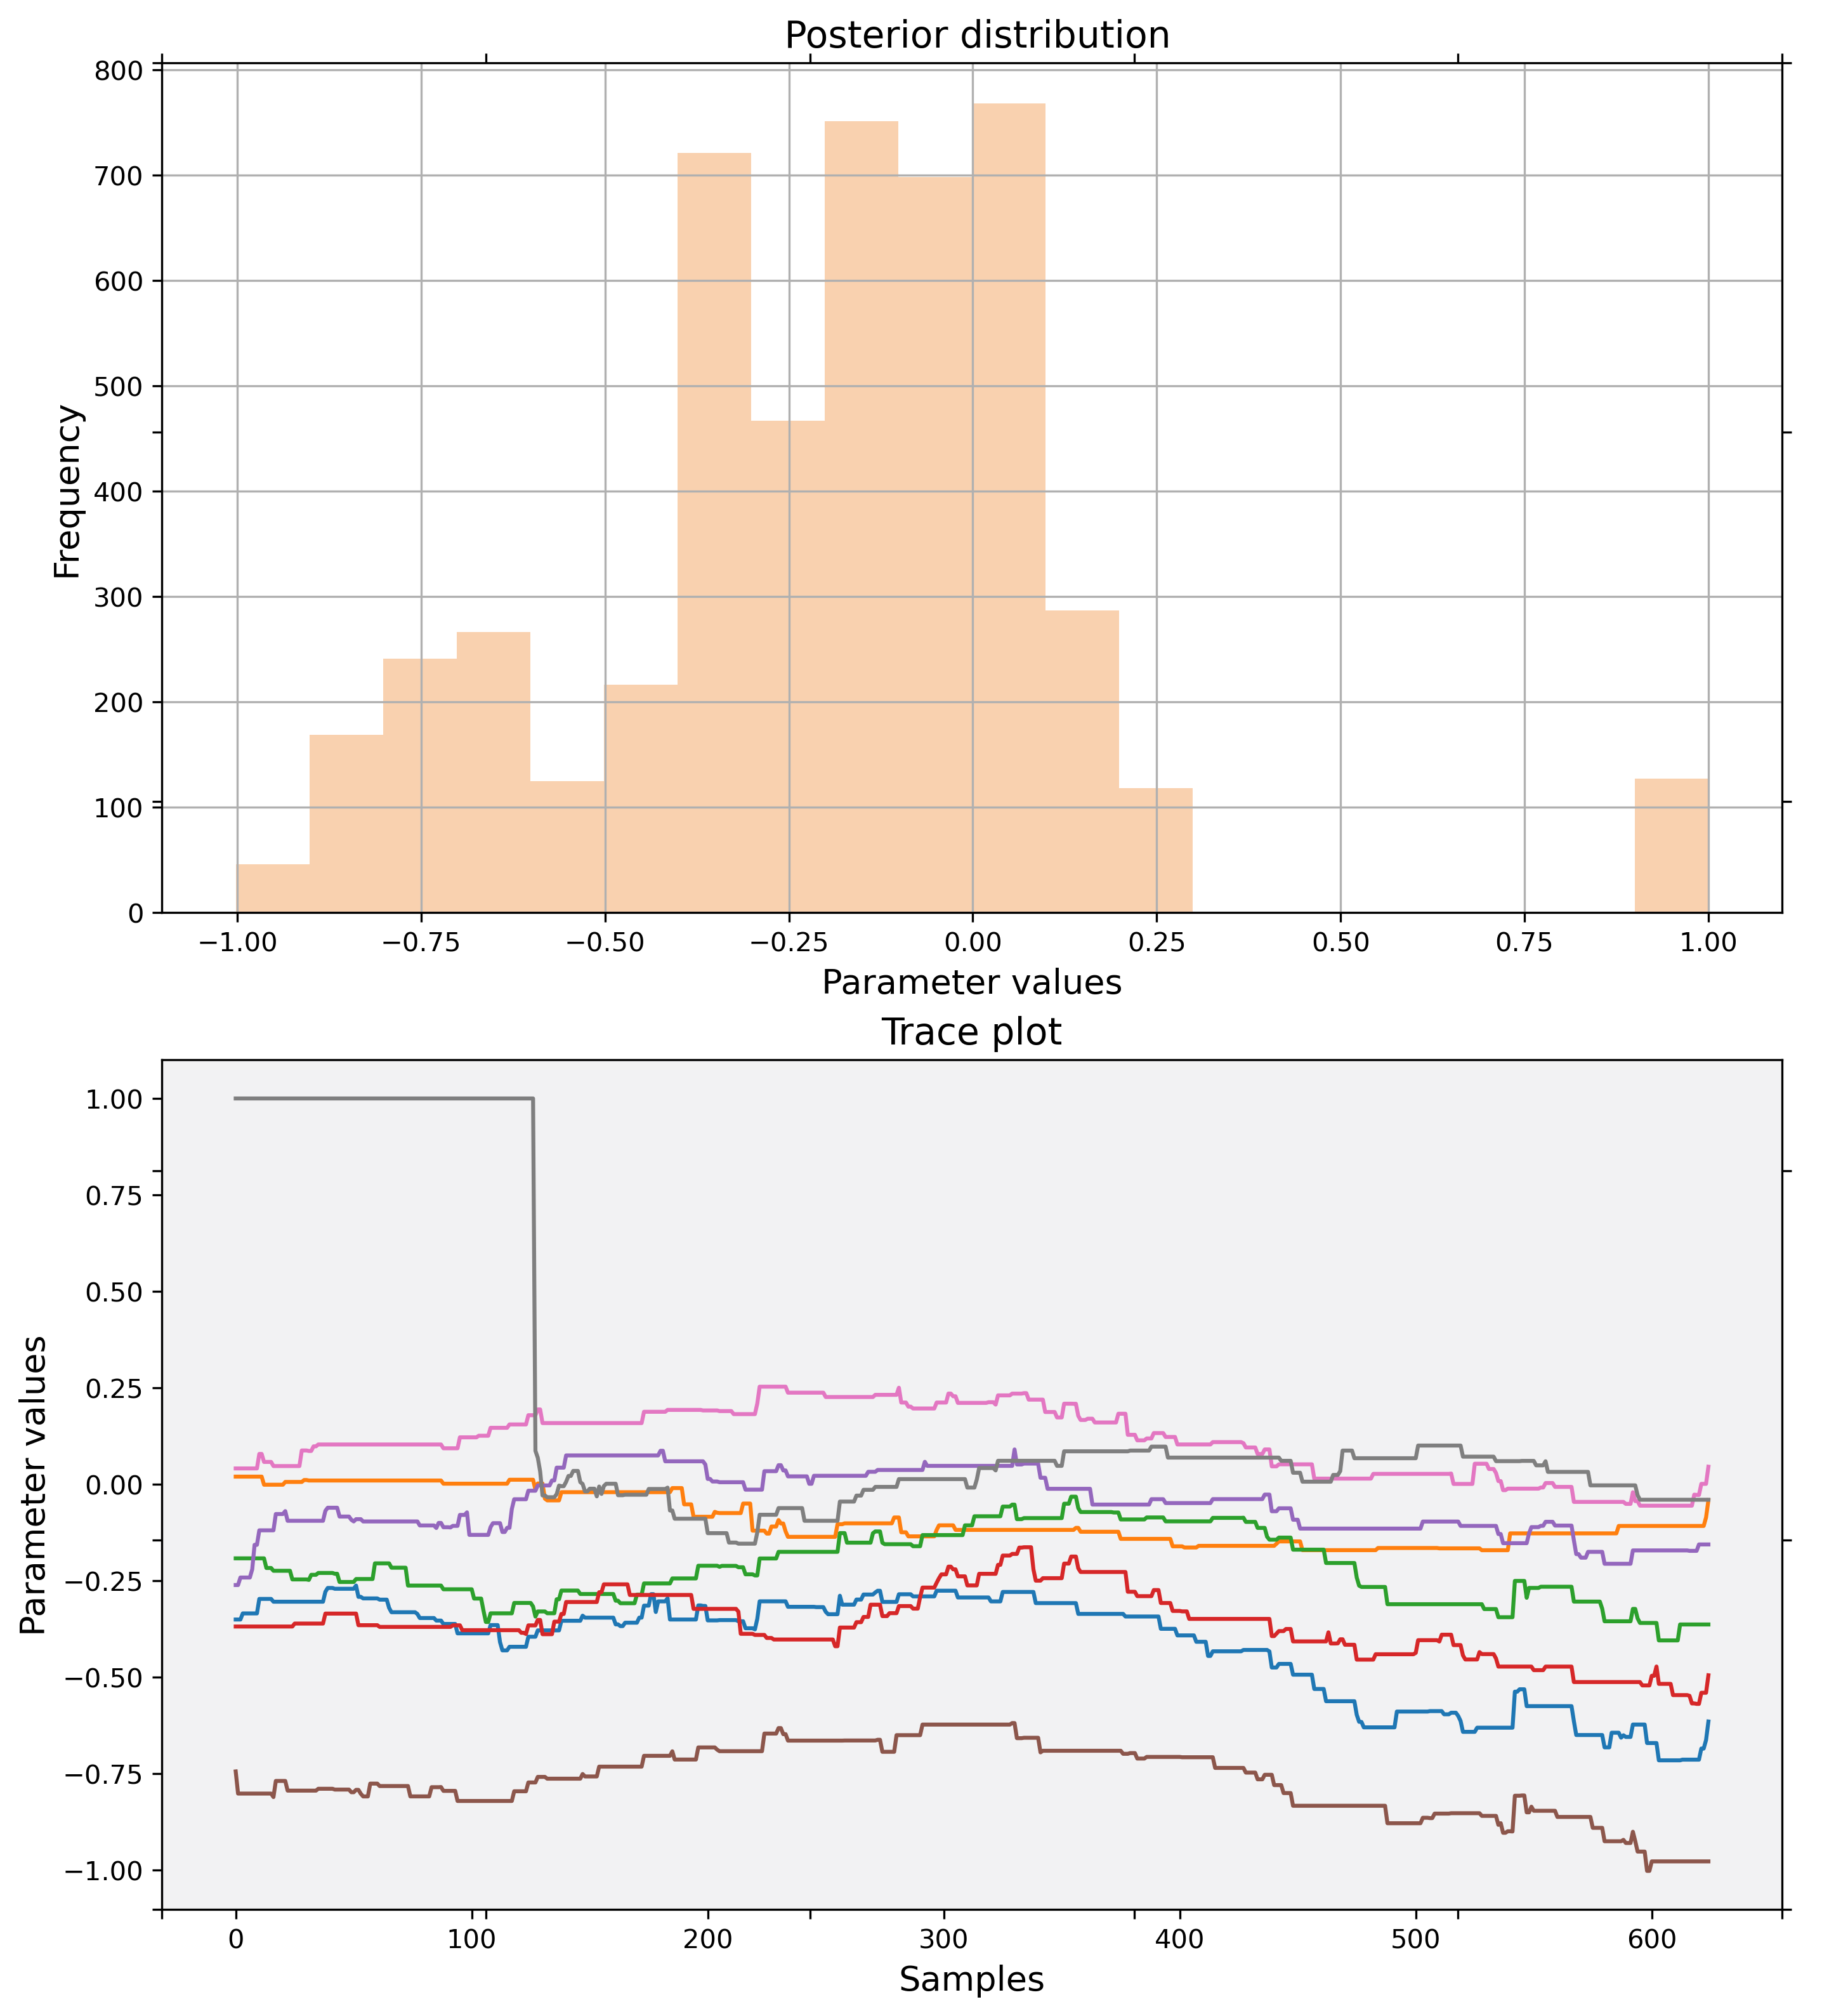 Posterior distribution
800
700
600
500
400
300
200
100
0
Frequency
−1.00 −0.75 −0.50 −0.25 0.00 0.25 0.50 0.75 1.00
Parameter values
Trace plot
1.00
0.75
0.50
0.25
0.00
−0.25
−0.50
−0.75
−1.00
Parameter values
0 100 200 300 400 500 600
Samples